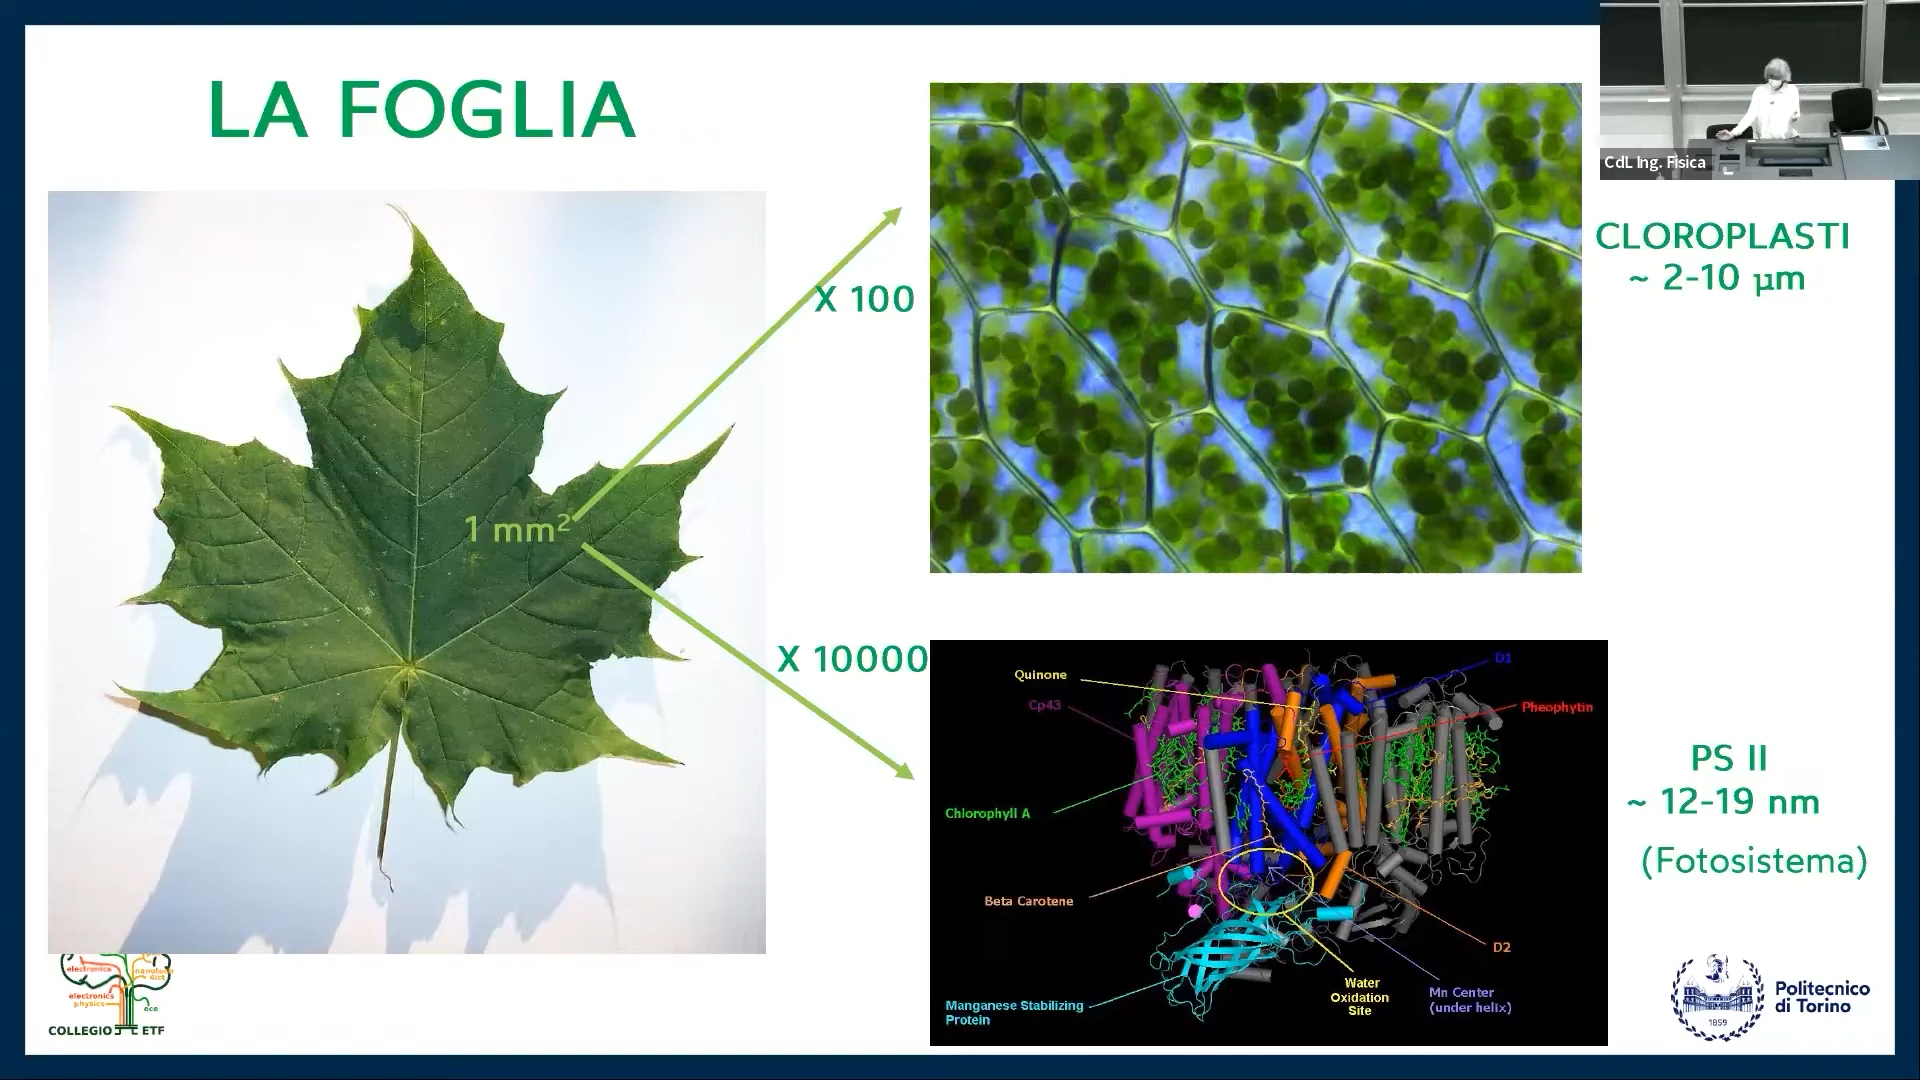 LA FOGLIA
CdL Ing. Fisica
CLOROPLASTI
~ 2-10 µm
X 100
1 mm²
X 10000
Quinone
Cp43
D1
Pheophytin
Chlorophyll A
Beta Carotene
D2
Manganese Stabilizing
Protein
Water
Oxidation
Site
Mn Center
(under helix)
PS II
~ 12-19 nm
(Fotosistema)
electronics
electronics
physics
ece
COLLEGIO ETF
1859
Politecnico
di Torino